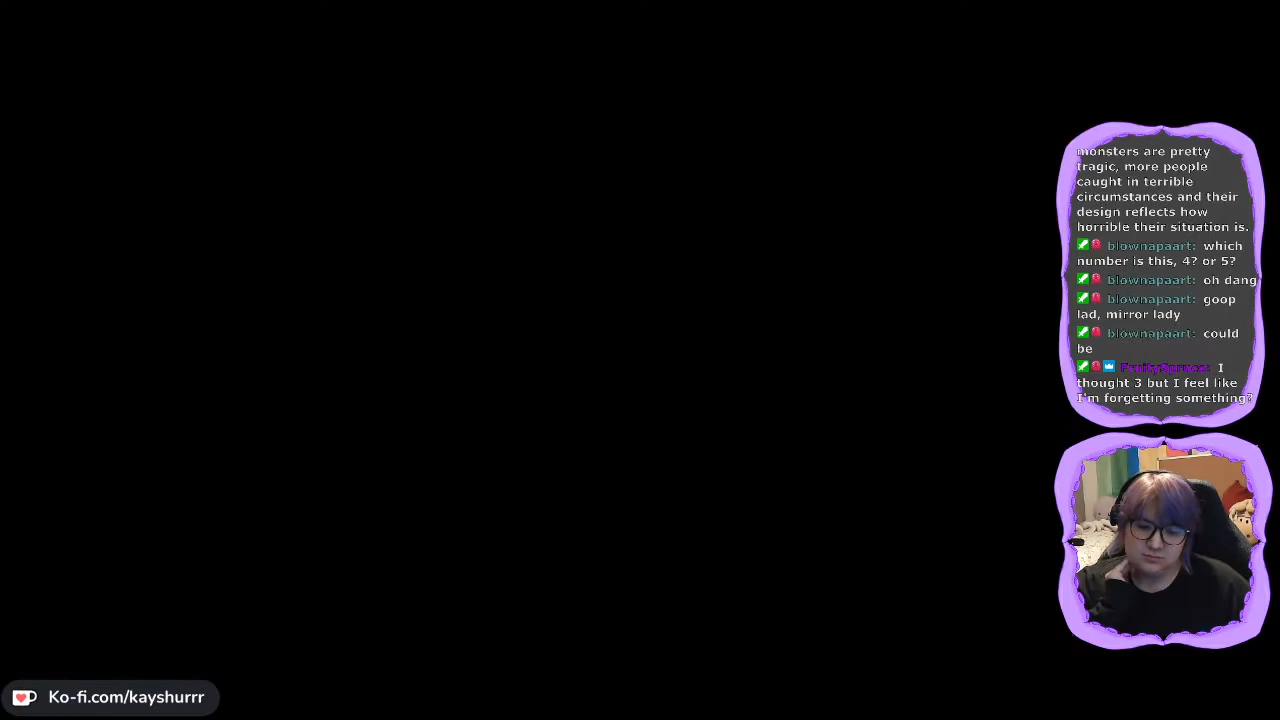 monsters are pretty
tragic, more people
caught in terrible
circumstances and their
design reflects how
horrible their situation is.
blownapaart: which
number is this, 4? or 5?
blownapaart: oh dang
blownapaart: goop
lad, mirror lady
blownapaart: could
be
FruitySpruce: I
thought 3 but I feel like
I'm forgetting something?
Ko-fi.com/kayshurrr